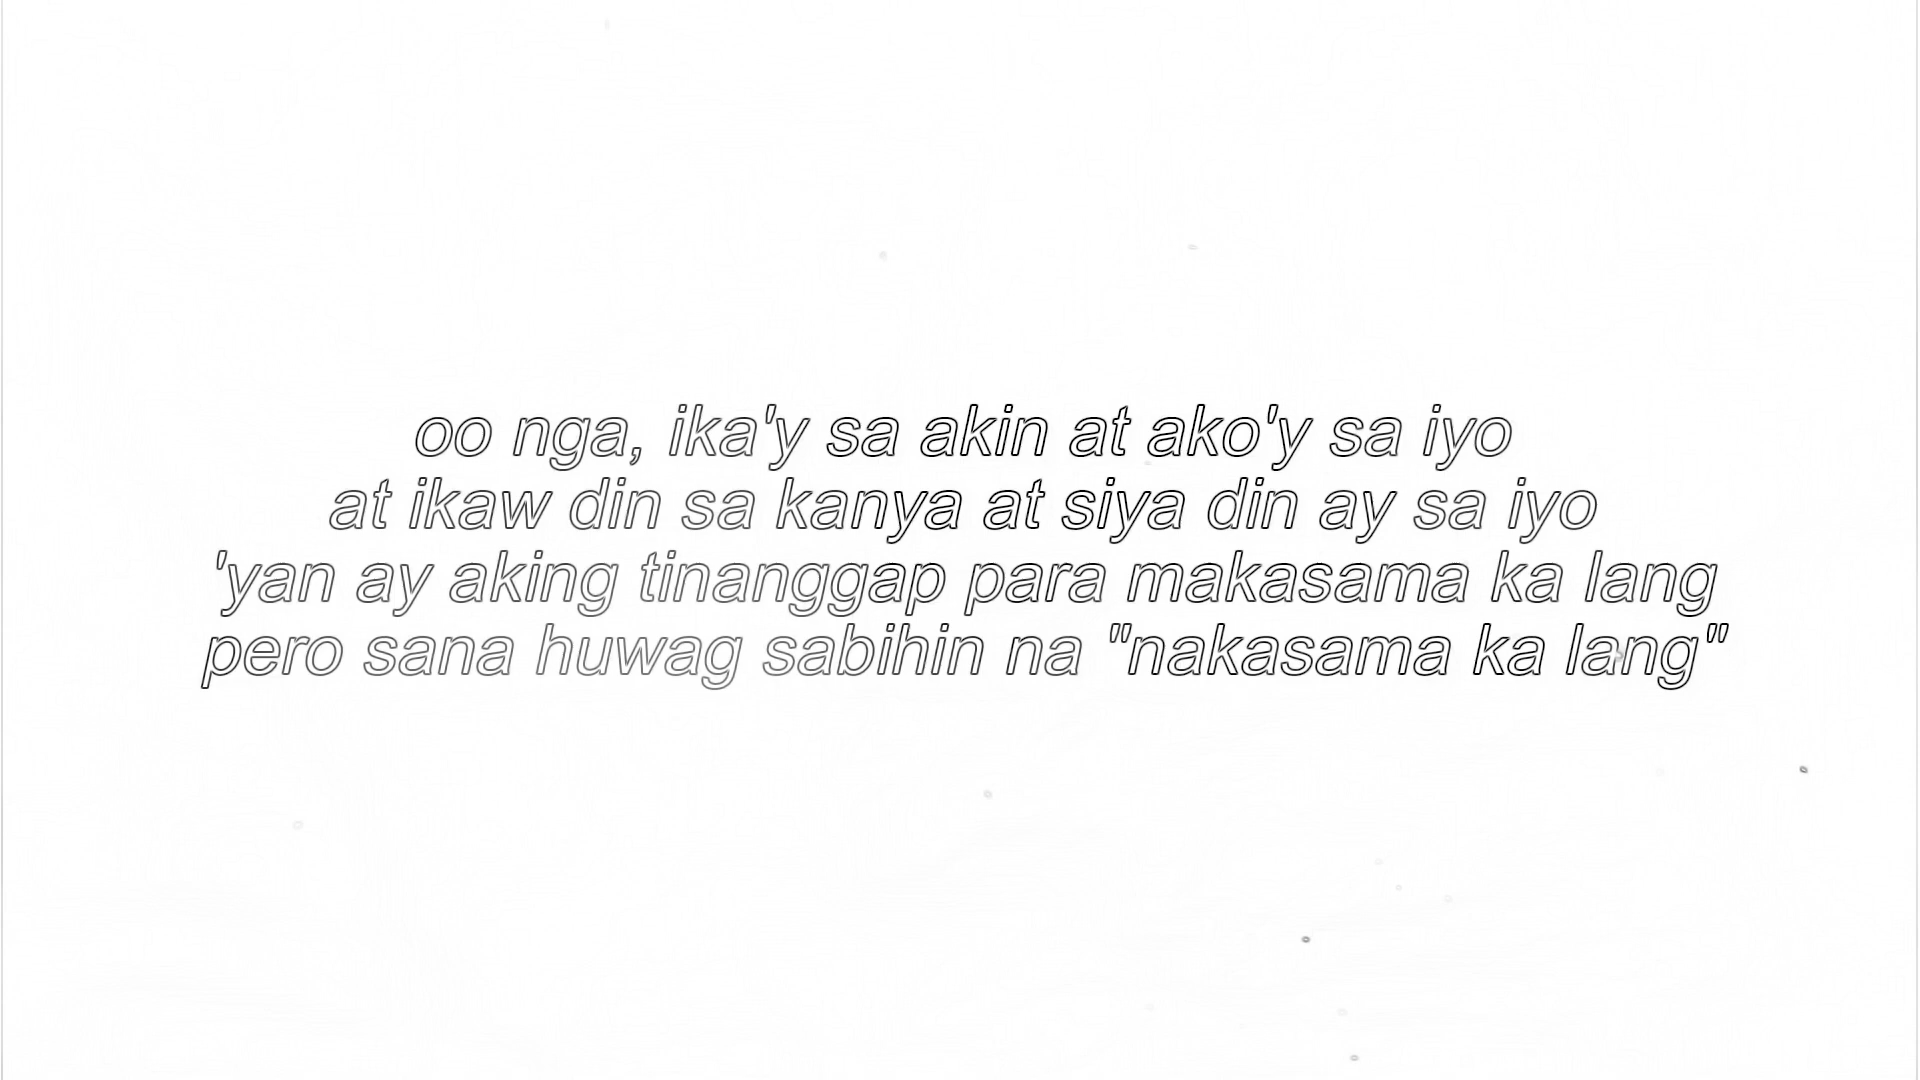 oo nga, ika'y sa akin at ako'y sa iyo
at ikaw din sa kanya at siya din ay sa iyo
'yan ay aking tinanggap para makasama ka lang
pero sana huwag sabihin na "nakasama ka lang"